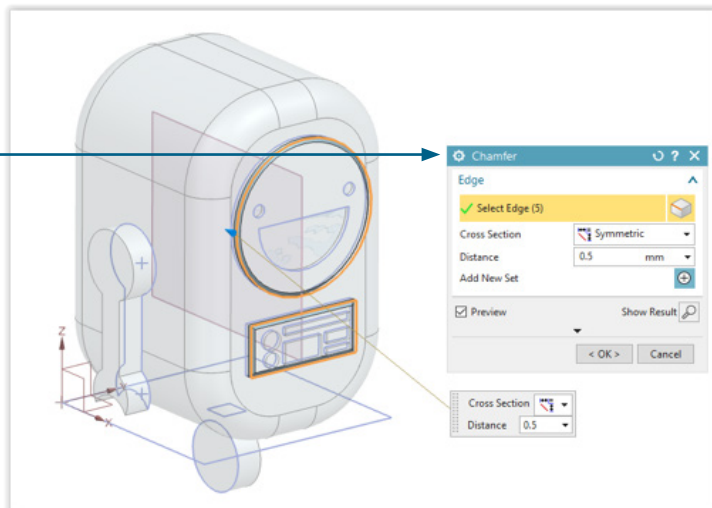 Chamfer
Edge
Select Edge (5)
Cross Section Symmetric
Distance 0.5 mm
Add New Set
Preview Show Result
< OK > Cancel
Cross Section
Distance 0.5
Z
X